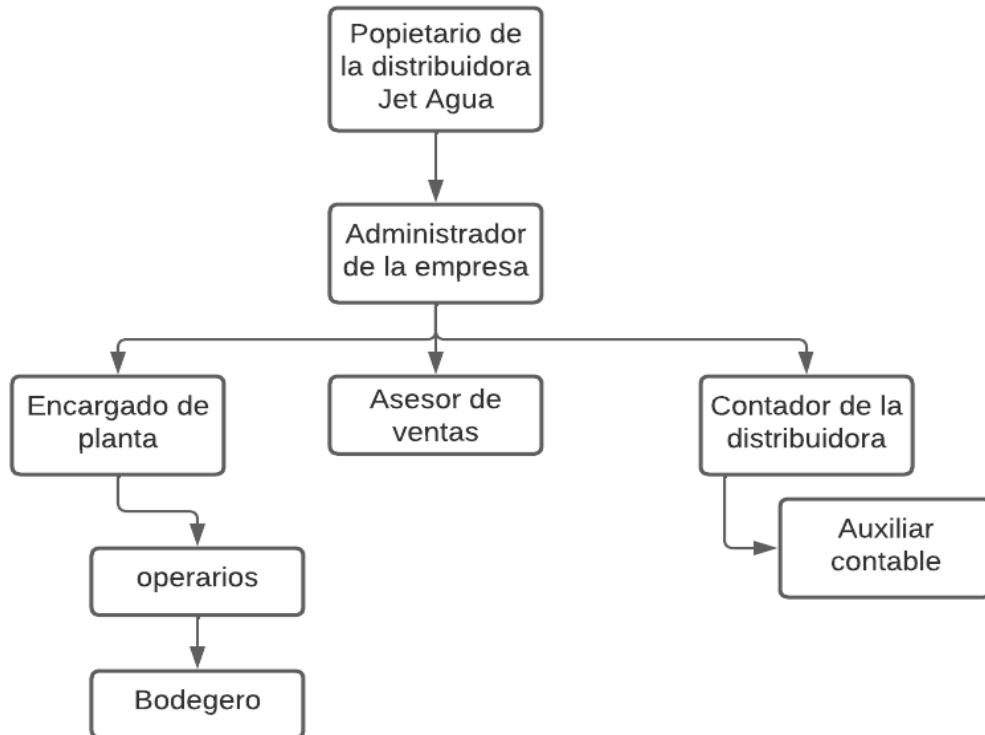 Popietario de
la distribuidora
Jet Agua
Administrador
de la empresa
Encargado de
planta
Asesor de
ventas
Contador de la
distribuidora
operarios
Auxiliar
contable
Bodegero